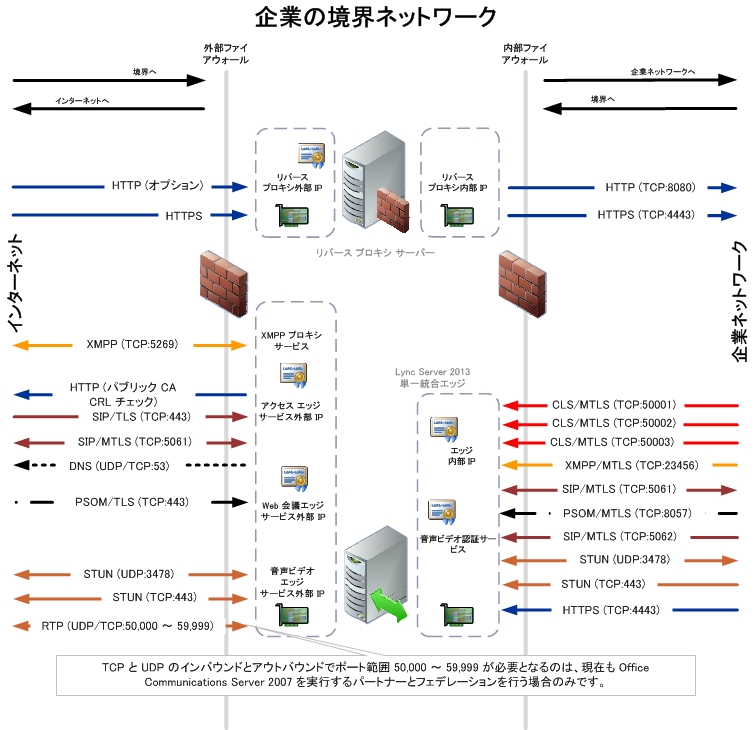 企業の境界ネットワーク
外部ファイ
アウォール
内部ファイ
アウォール
境界へ
企業ネットワークへ
インターネットへ
境界へ
リバース
プロキシ外部 IP
リバース
プロキシ内部 IP
HTTP (オプション)
HTTP (TCP:8080)
HTTPS
HTTPS (TCP:4443)
リバース プロキシ サーバー
インターネット
企業ネットワーク
XMPP (TCP:5269)
XMPP プロキシ
サービス
HTTP (パブリック CA
CRL チェック)
SIP/TLS (TCP:443)
アクセス エッジ
サービス外部 IP
SIP/MTLS (TCP:5061)
DNS (UDP/TCP:53)
PSOM/TLS (TCP:443)
Web 会議エッジ
サービス外部 IP
STUN (UDP:3478)
STUN (TCP:443)
RTP (UDP/TCP:50,000 ～ 59,999)
音声ビデオ
エッジ
サービス外部 IP
Lync Server 2013
単一統合エッジ
エッジ
内部 IP
音声ビデオ認証サー
ビス
CLS/MTLS (TCP:50001)
CLS/MTLS (TCP:50002)
CLS/MTLS (TCP:50003)
XMPP/MTLS (TCP:23456)
SIP/MTLS (TCP:5061)
PSOM/MTLS (TCP:8057)
SIP/MTLS (TCP:5062)
STUN (UDP:3478)
STUN (TCP:443)
HTTPS (TCP:4443)
TCP と UDP のインバウンドとアウトバウンドでポート範囲 50,000 ～ 59,999 が必要となるのは、現在も Office
Communications Server 2007 を実行するパートナーとフェデレーションを行う場合のみです。